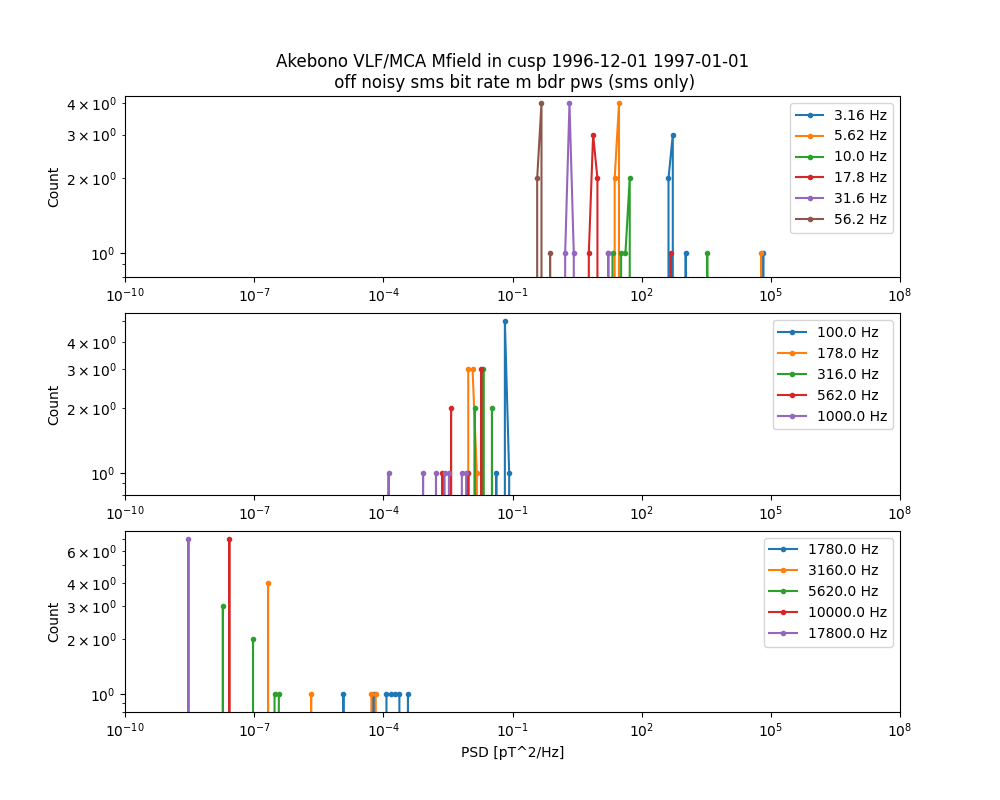 Akebono VLF/MCA Mfield in cusp 1996-12-01 1997-01-01
off noisy sms bit rate m bdr pws (sms only)
Count
4 × 10⁰
3 × 10⁰
2 × 10⁰
10⁰
3.16 Hz
5.62 Hz
10.0 Hz
17.8 Hz
31.6 Hz
56.2 Hz
10⁻¹⁰ 10⁻⁷ 10⁻⁴ 10⁻¹ 10² 10⁵ 10⁸
Count
4 × 10⁰
3 × 10⁰
2 × 10⁰
10⁰
100.0 Hz
178.0 Hz
316.0 Hz
562.0 Hz
1000.0 Hz
10⁻¹⁰ 10⁻⁷ 10⁻⁴ 10⁻¹ 10² 10⁵ 10⁸
Count
6 × 10⁰
4 × 10⁰
3 × 10⁰
2 × 10⁰
10⁰
1780.0 Hz
3160.0 Hz
5620.0 Hz
10000.0 Hz
17800.0 Hz
10⁻¹⁰ 10⁻⁷ 10⁻⁴ 10⁻¹ 10² 10⁵ 10⁸
PSD [pT^2/Hz]